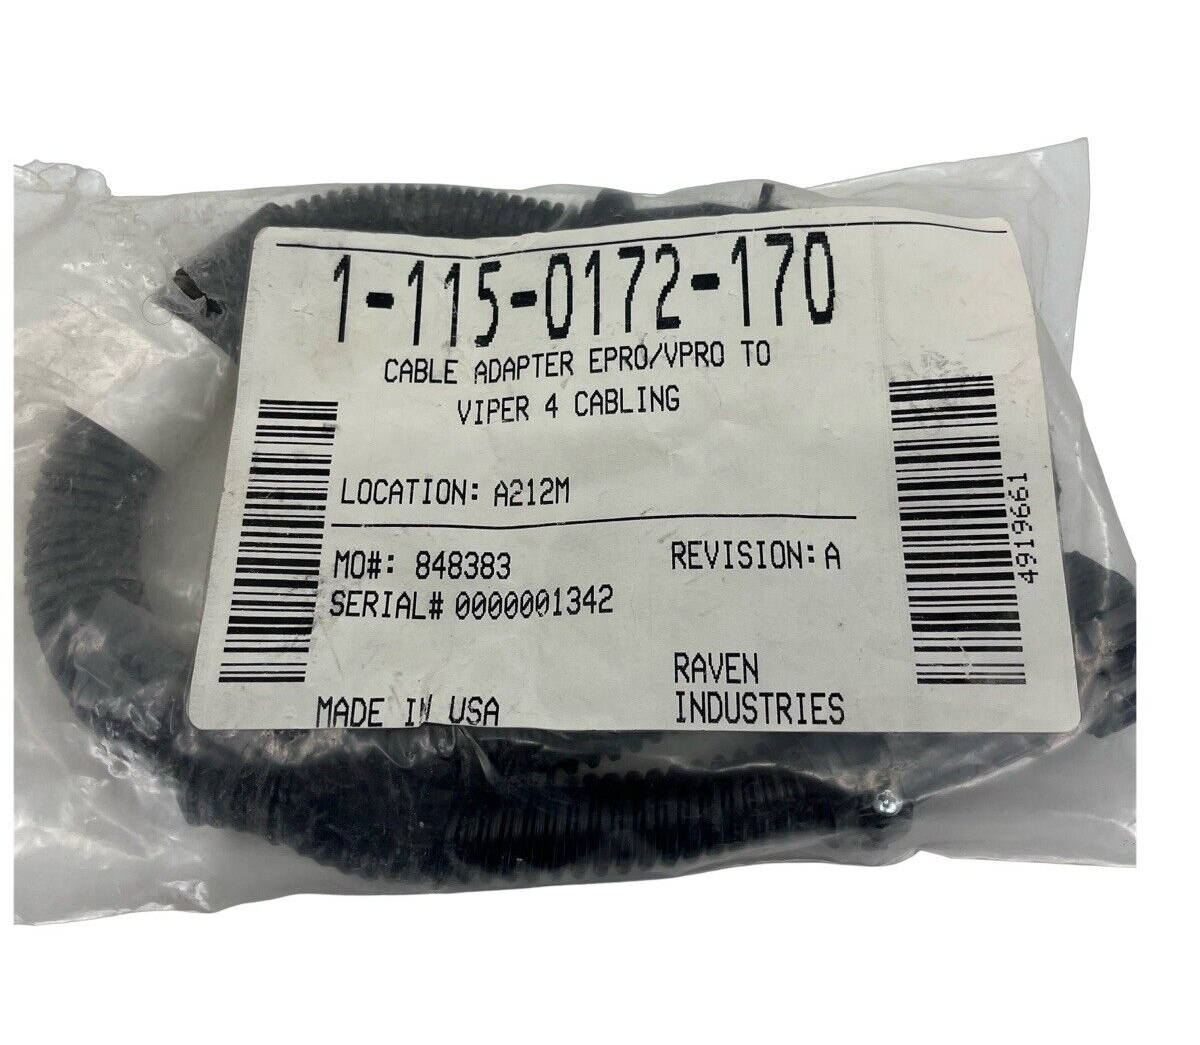 1-115-0172-170
CABLE ADAPTER EPRO/VPRO TO
VIPER 4 CABLING
LOCATION: A212M
MO#: 848383
REVISION: A
SERIAL# 0000001342
RAVEN
INDUSTRIES
MADE IN USA
4919661